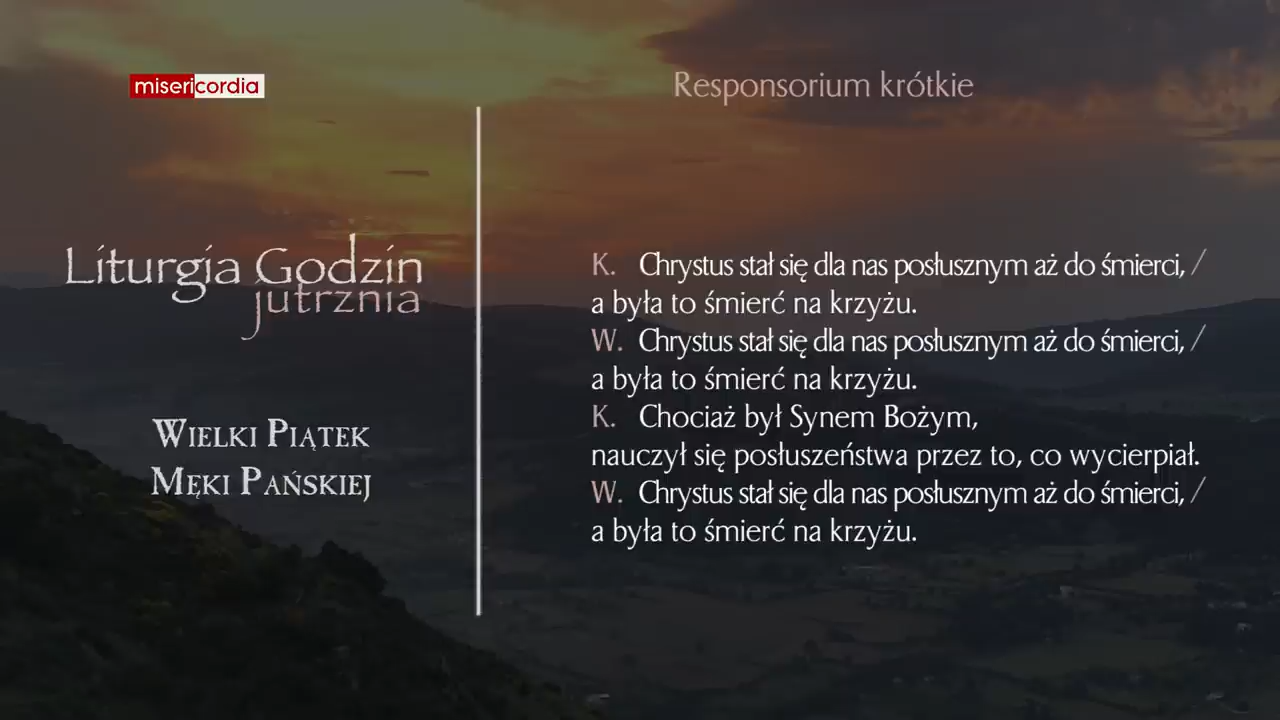 misericordia
Responsorium krótkie
Liturgia Godzin
jutrznia
Wielki Piątek
Męki Pańskiej
K. Chrystus stał się dla nas posłusznym aż do śmierci, /
a była to śmierć na krzyżu.
W. Chrystus stał się dla nas posłusznym aż do śmierci, /
a była to śmierć na krzyżu.
K. Chociaż był Synem Bożym,
nauczył się posłuszeństwa przez to, co wycierpiał.
W. Chrystus stał się dla nas posłusznym aż do śmierci, /
a była to śmierć na krzyżu.